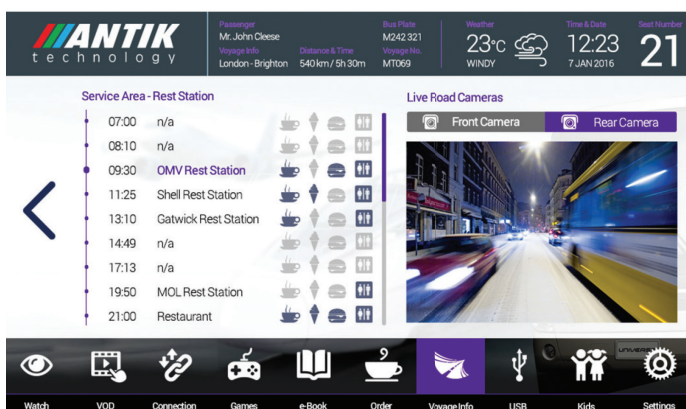 ANTIK
technology
Passenger
Mr. John Cleese
Voyage Info
London - Brighton
Distance & Time
540 km / 5h 30m
Bus Plate
M242 321
Voyage No.
MT069
Weather
23°C
WINDY
Time & Date
12:23
7 JAN 2016
Seat Number
21
Service Area - Rest Station
07:00 n/a
08:10 n/a
09:30 OMV Rest Station
11:25 Shell Rest Station
13:10 Gatwick Rest Station
14:49 n/a
17:13 n/a
19:50 MOL Rest Station
21:00 Restaurant
Live Road Cameras
Front Camera
Rear Camera
Watch
VOD
Connection
Games
e-Book
Order
Voyage Info
USB
Kids
Settings